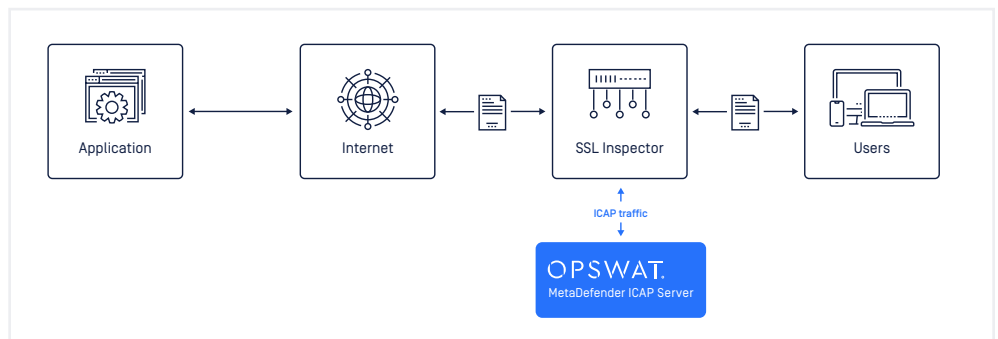 Application
Internet
SSL Inspector
Users
ICAP traffic
OPSWAT.
MetaDefender ICAP Server